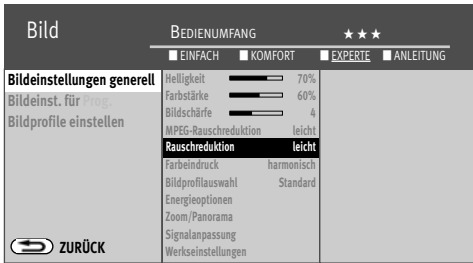 Bild
BEDIENUMFANG ★★★
EINFACH KOMFORT EXPERTE ANLEITUNG
Bildeinstellungen generell
Bildeinst. für Prog.
Bildprofile einstellen
Helligkeit 70%
Farbstärke 60%
Bildschärfe 4
MPEG-Rauschreduktion leicht
Rauschreduktion leicht
Farbeindruck harmonisch
Bildprofilauswahl Standard
Energieoptionen
Zoom/Panorama
Signalanpassung
Werkseinstellungen
ZURÜCK